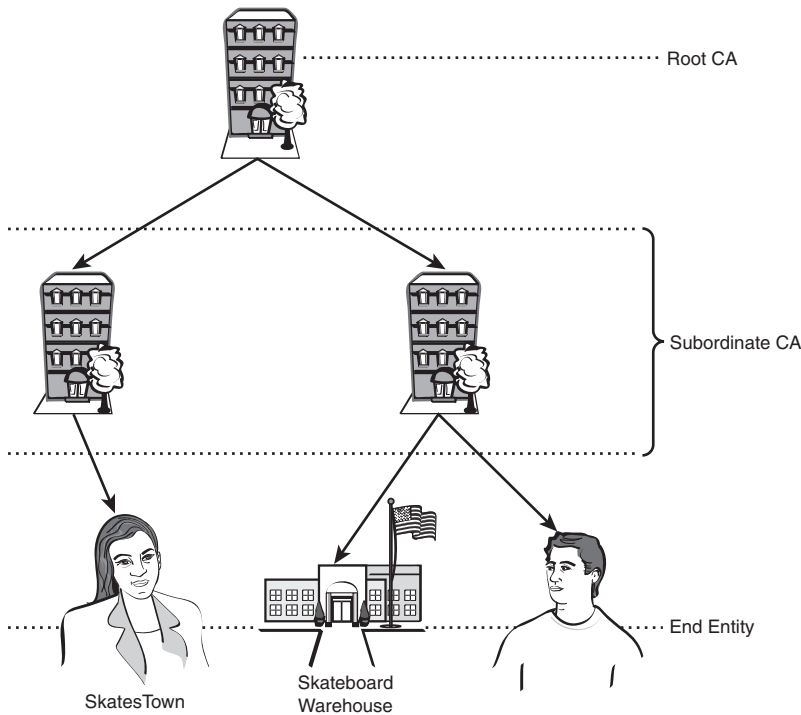 Root CA
Subordinate CA
End Entity
SkatesTown
Skateboard
Warehouse